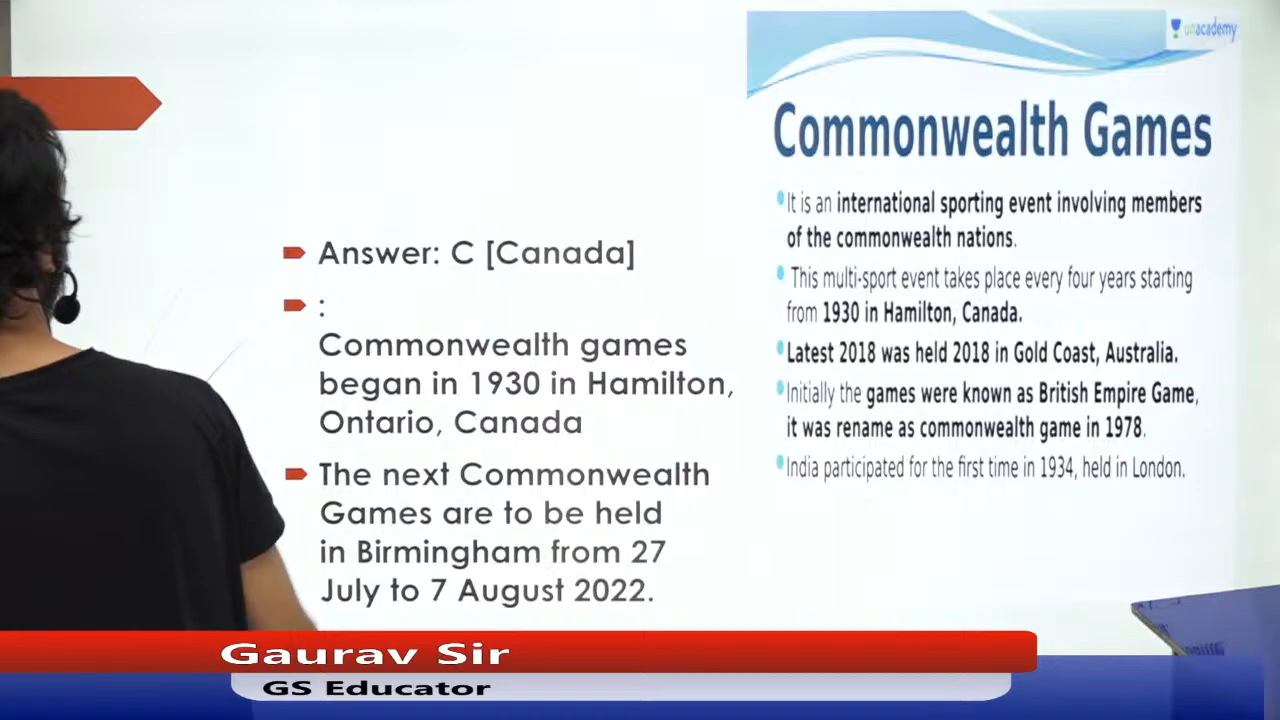 Answer: C [Canada]
:
Commonwealth games
began in 1930 in Hamilton,
Ontario, Canada
The next Commonwealth
Games are to be held
in Birmingham from 27
July to 7 August 2022.
unacademy
Commonwealth Games
It is an international sporting event involving members
of the commonwealth nations.
This multi-sport event takes place every four years starting
from 1930 in Hamilton, Canada.
Latest 2018 was held 2018 in Gold Coast, Australia.
Initially the games were known as British Empire Game,
it was rename as commonwealth game in 1978.
India participated for the first time in 1934, held in London.
Gaurav Sir
GS Educator